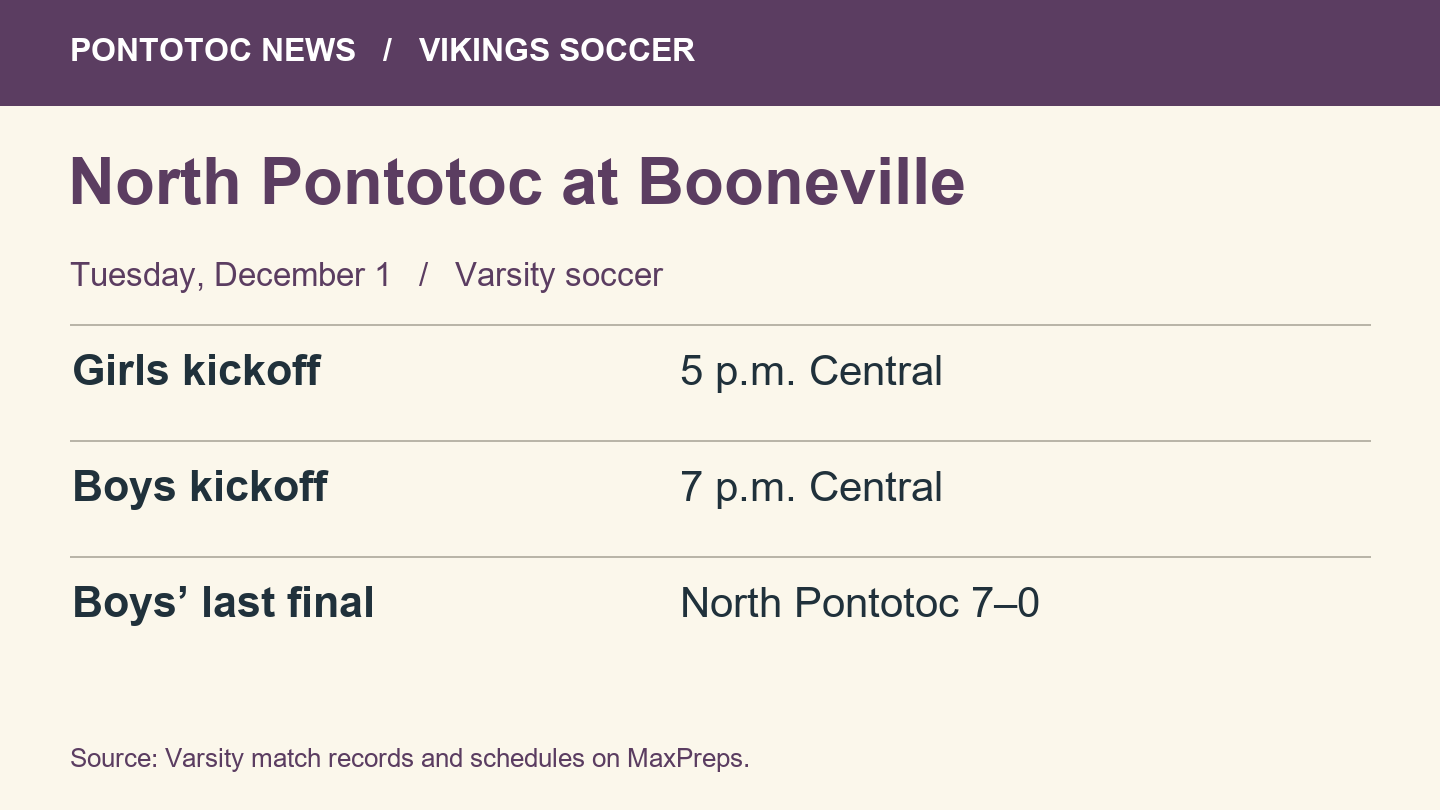 PONTOTOC NEWS / VIKINGS SOCCER
North Pontotoc at Booneville
Tuesday, December 1 / Varsity soccer
Girls kickoff 5 p.m. Central
Boys kickoff 7 p.m. Central
Boys’ last final North Pontotoc 7–0
Source: Varsity match records and schedules on MaxPreps.